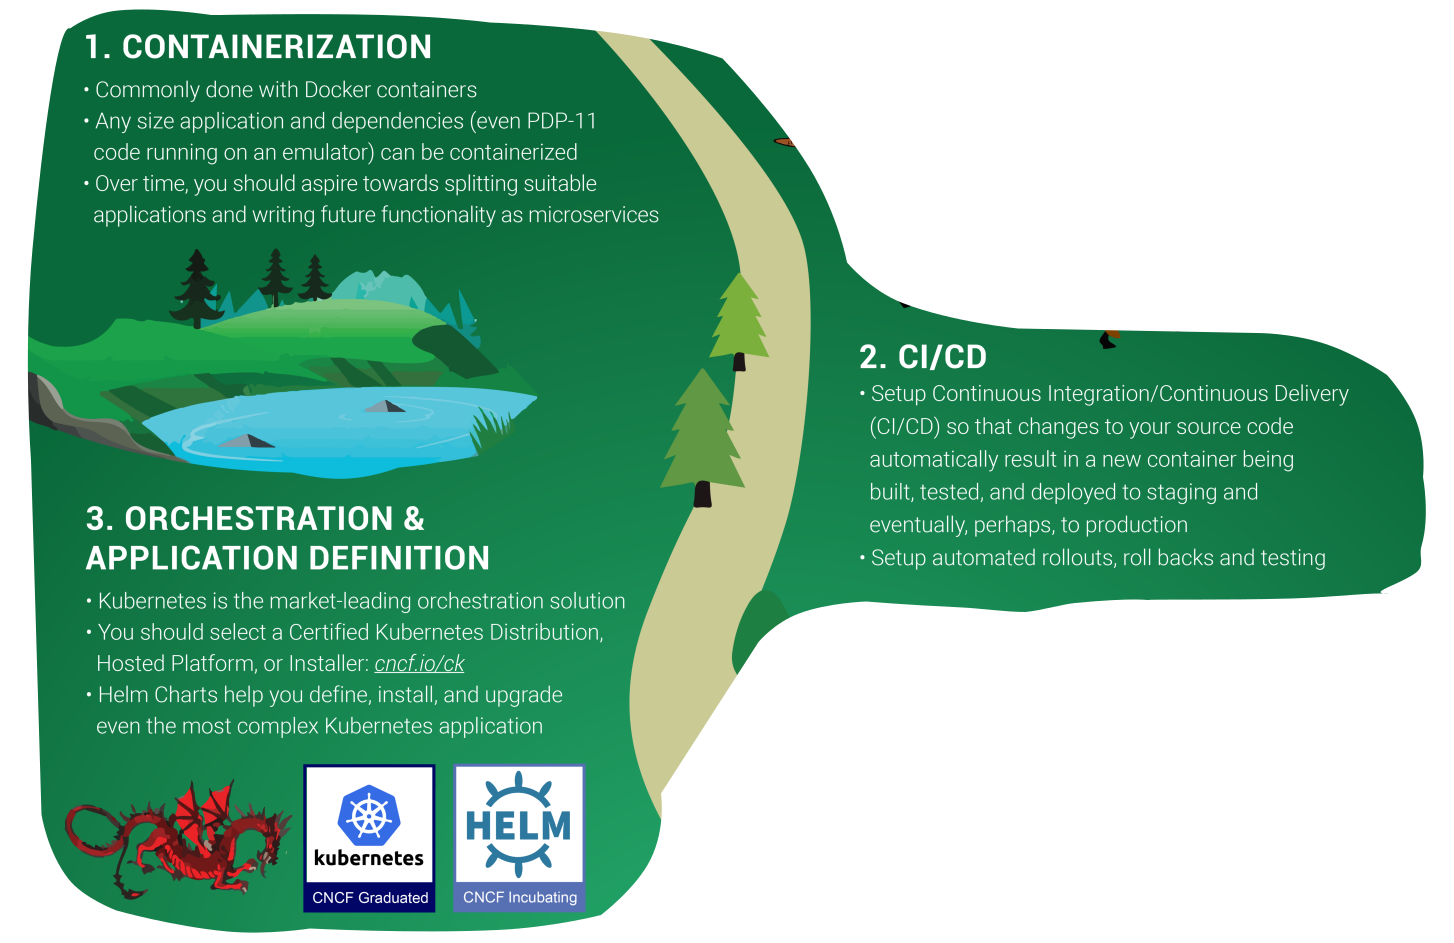 1. CONTAINERIZATION
• Commonly done with Docker containers
• Any size application and dependencies (even PDP-11
code running on an emulator) can be containerized
• Over time, you should aspire towards splitting suitable
applications and writing future functionality as microservices
2. CI/CD
• Setup Continuous Integration/Continuous Delivery
(CI/CD) so that changes to your source code
automatically result in a new container being
built, tested, and deployed to staging and
eventually, perhaps, to production
• Setup automated rollouts, roll backs and testing
3. ORCHESTRATION &
APPLICATION DEFINITION
• Kubernetes is the market-leading orchestration solution
• You should select a Certified Kubernetes Distribution,
Hosted Platform, or Installer: cncf.io/ck
• Helm Charts help you define, install, and upgrade
even the most complex Kubernetes application
kubernetes
CNCF Graduated
HELM
CNCF Incubating